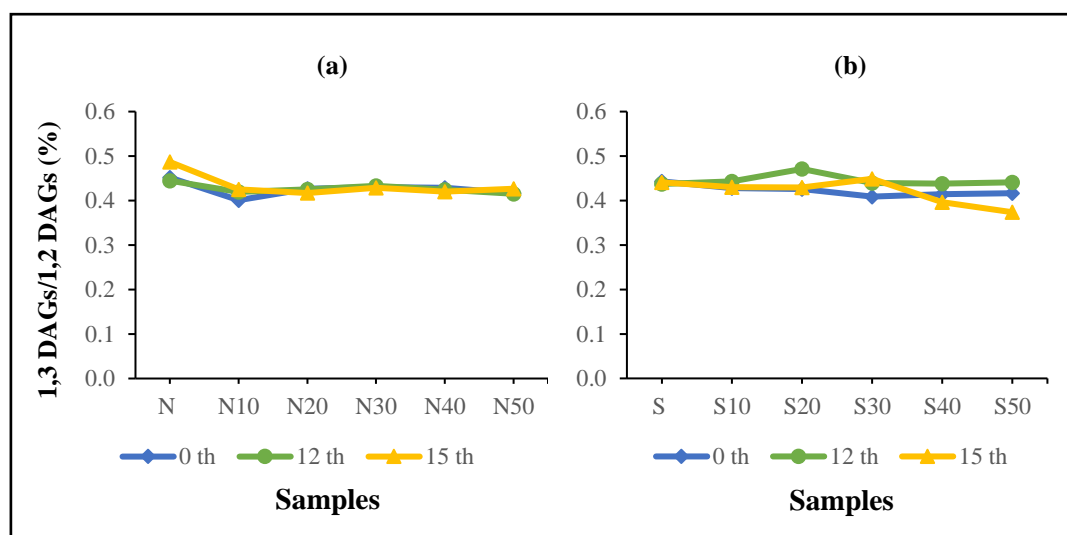 (a)
1,3 DAGs/1,2 DAGs (%)
0.6
0.5
0.4
0.3
0.2
0.1
0.0
N N10 N20 N30 N40 N50
0 th 12 th 15 th
Samples
(b)
0.6
0.5
0.4
0.3
0.2
0.1
0.0
S S10 S20 S30 S40 S50
0 th 12 th 15 th
Samples